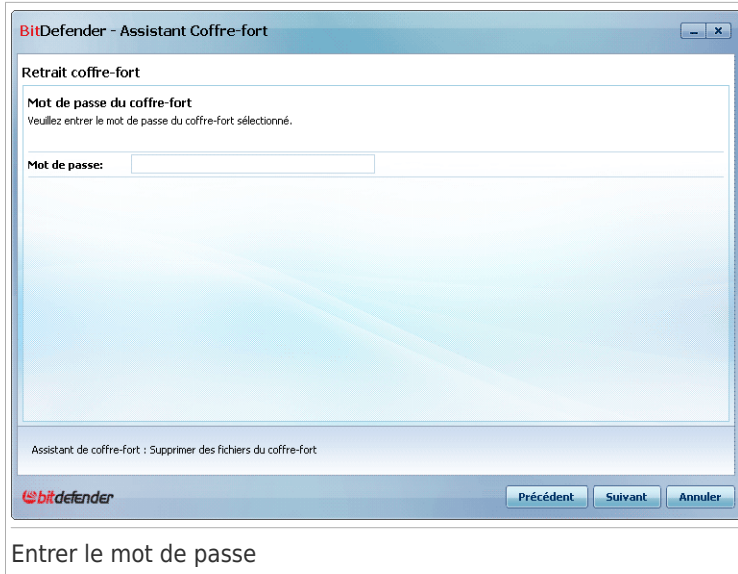 BitDefender - Assistant Coffre-fort
Retrait coffre-fort
Mot de passe du coffre-fort
Veuillez entrer le mot de passe du coffre-fort sélectionné.
Mot de passe:
Assistant de coffre-fort : Supprimer des fichiers du coffre-fort
bitdefender
Précédent Suivant Annuler
Entrer le mot de passe